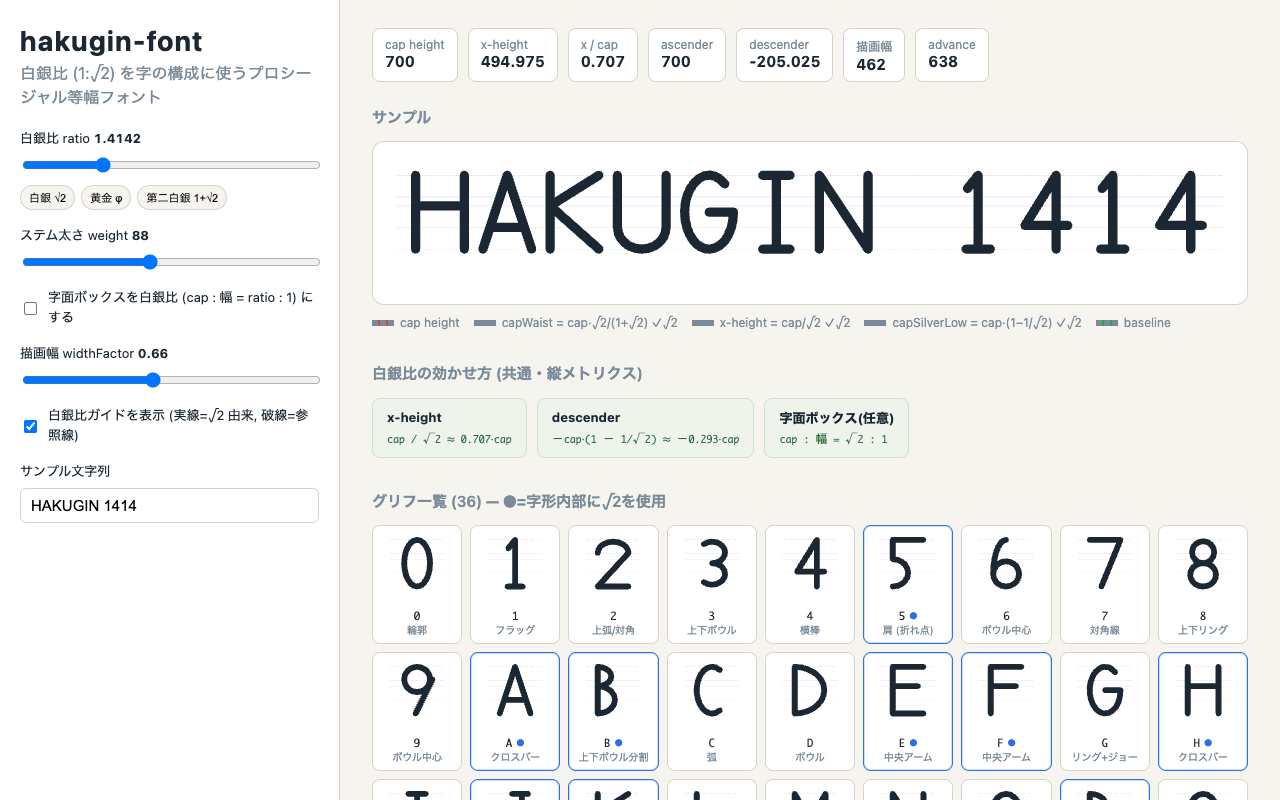 hakugin-font
白銀比 (1:√2) を字の構成に使うプロシー
ジャル等幅フォント
白銀比 ratio 1.4142
白銀 √2
黄金 φ
第二白銀 1+√2
ステム太さ weight 88
字面ボックスを白銀比 (cap : 幅 = ratio : 1) に
する
描画幅 widthFactor 0.66
白銀比ガイドを表示 (実線=√2 由来, 破線=参
照線)
サンプル文字列
HAKUGIN 1414
cap height
700
x-height
494.975
x / cap
0.707
ascender
700
descender
-205.025
描画幅
462
advance
638
サンプル
HAKUGIN 1414
cap height
capWaist = cap·√2/(1+√2) ✓√2
x-height = cap/√2 ✓√2
capSilverLow = cap·(1−1/√2) ✓√2
baseline
白銀比の効かせ方 (共通・縦メトリクス)
x-height
cap / √2 ≈ 0.707·cap
descender
−cap·(1 − 1/√2) ≈ −0.293·cap
字面ボックス(任意)
cap : 幅 = √2 : 1
グリフ一覧 (36) — ●=字形内部に√2を使用
0 1 2 3 4 5 6 7 8
0 1 2 3 4 5 ● 6 7 8
輪郭 フラッグ 上弧/対角 上下ボウル 横棒 肩 (折れ点) ボウル中心 対角線 上下リング
9 A B C D E F G H
9 A ● B ● C D E ● F ● G H ●
ボウル中心 クロスバー 上下ボウル分割 弧 ボウル 中央アーム 中央アーム リング+ジョー クロスバー